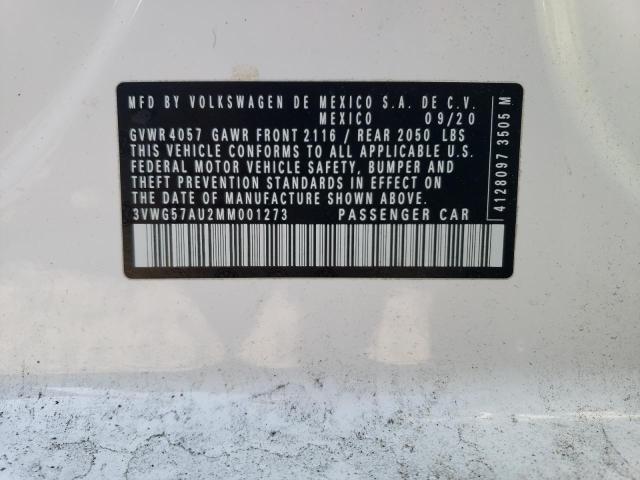 MFD BY VOLKSWAGEN DE MEXICO S.A. DE C.V.
MEXICO 09/20
GVWR 4057 GAWR FRONT 2116 / REAR 2050 LBS
THIS VEHICLE CONFORMS TO ALL APPLICABLE U.S.
FEDERAL MOTOR VEHICLE SAFETY, BUMPER AND
THEFT PREVENTION STANDARDS IN EFFECT ON
THE DATE OF MANUFACTURE SHOWN ABOVE.
3VWG57AU2MM001273 PASSENGER CAR
4128097 3505 M